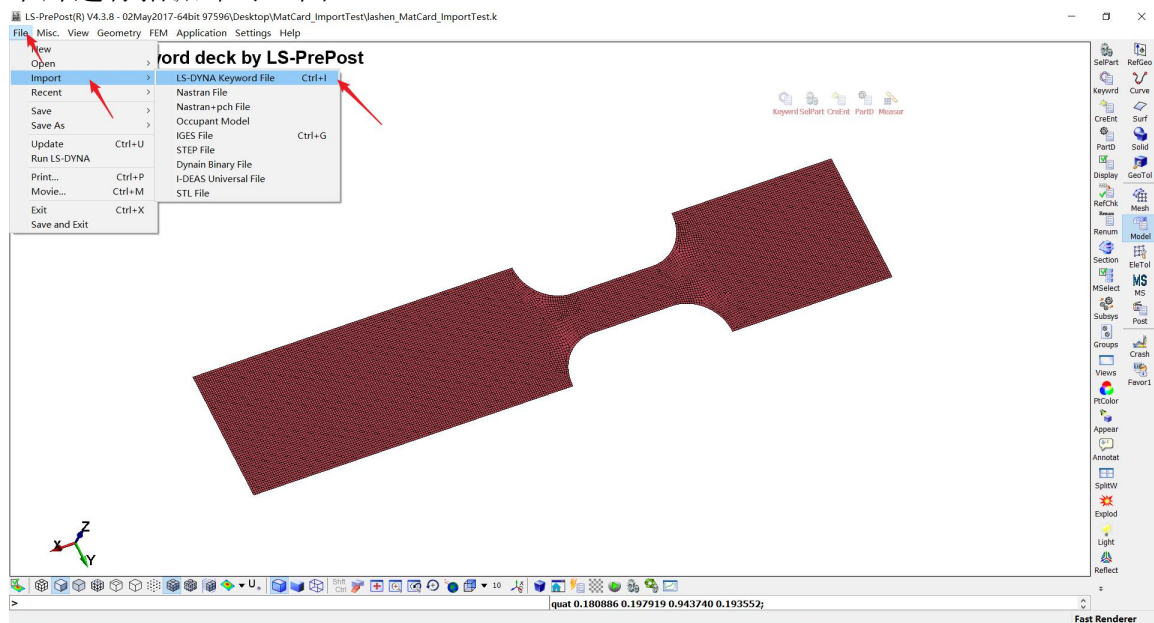 LS-PrePost(R) V4.3.8 - 02May2017-64bit 97596\Desktop\MatCard_ImportTest\lashen_MatCard_ImportTest.k
File Misc. View Geometry FEM Application Settings Help
New
Open
Import
Recent
Save
Save As
Update Ctrl+U
Run LS-DYNA
Print... Ctrl+P
Movie... Ctrl+M
Exit Ctrl+X
Save and Exit
ord deck by LS-PrePost
LS-DYNA Keyword File Ctrl+I
Nastran File
Nastran+pch File
Occupant Model
IGES File Ctrl+G
STEP File
Dynain Binary File
I-DEAS Universal File
STL File
Keywrd SelPart CreEnt PartD Measur
SelPart RefGeo
Keywrd Curve
CreEnt Surf
PartD Solid
Display GeoTol
RefChk Mesh
Renum Model
Section EleTol
MSelect MS
MS
Subsys Post
Groups Crash
Views Favor1
PtColor
Appear
Annotat
SplitW
Explod
Light
Reflect
Z
X
Y
Shft
Ctrl
10
>
quat 0.180886 0.197919 0.943740 0.193552;
Fast Renderer